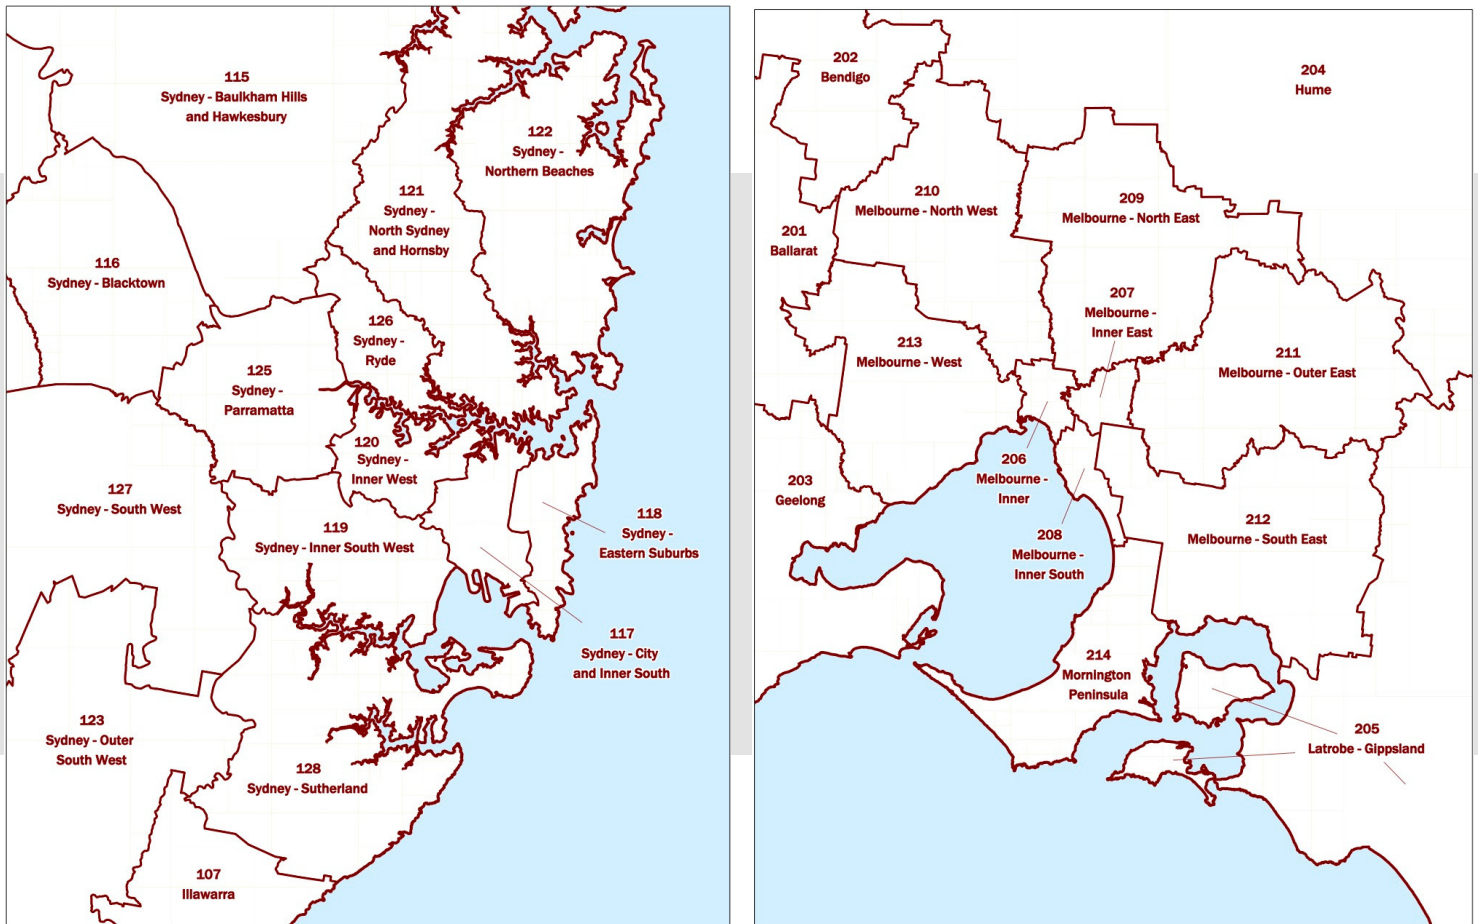 115
Sydney - Baulkham Hills
and Hawkesbury
122
Sydney -
Northern Beaches
121
Sydney -
North Sydney
and Hornsby
116
Sydney - Blacktown
126
Sydney -
Ryde
125
Sydney -
Parramatta
120
Sydney -
Inner West
127
Sydney - South West
119
Sydney - Inner South West
118
Sydney -
Eastern Suburbs
117
Sydney - City
and Inner South
123
Sydney - Outer
South West
128
Sydney - Sutherland
107
Illawarra
202
Bendigo
204
Hume
210
Melbourne - North West
209
Melbourne - North East
201
Ballarat
207
Melbourne -
Inner East
213
Melbourne - West
211
Melbourne - Outer East
206
Melbourne -
Inner
203
Geelong
208
Melbourne -
Inner South
212
Melbourne - South East
214
Mornington
Peninsula
205
Latrobe - Gippsland